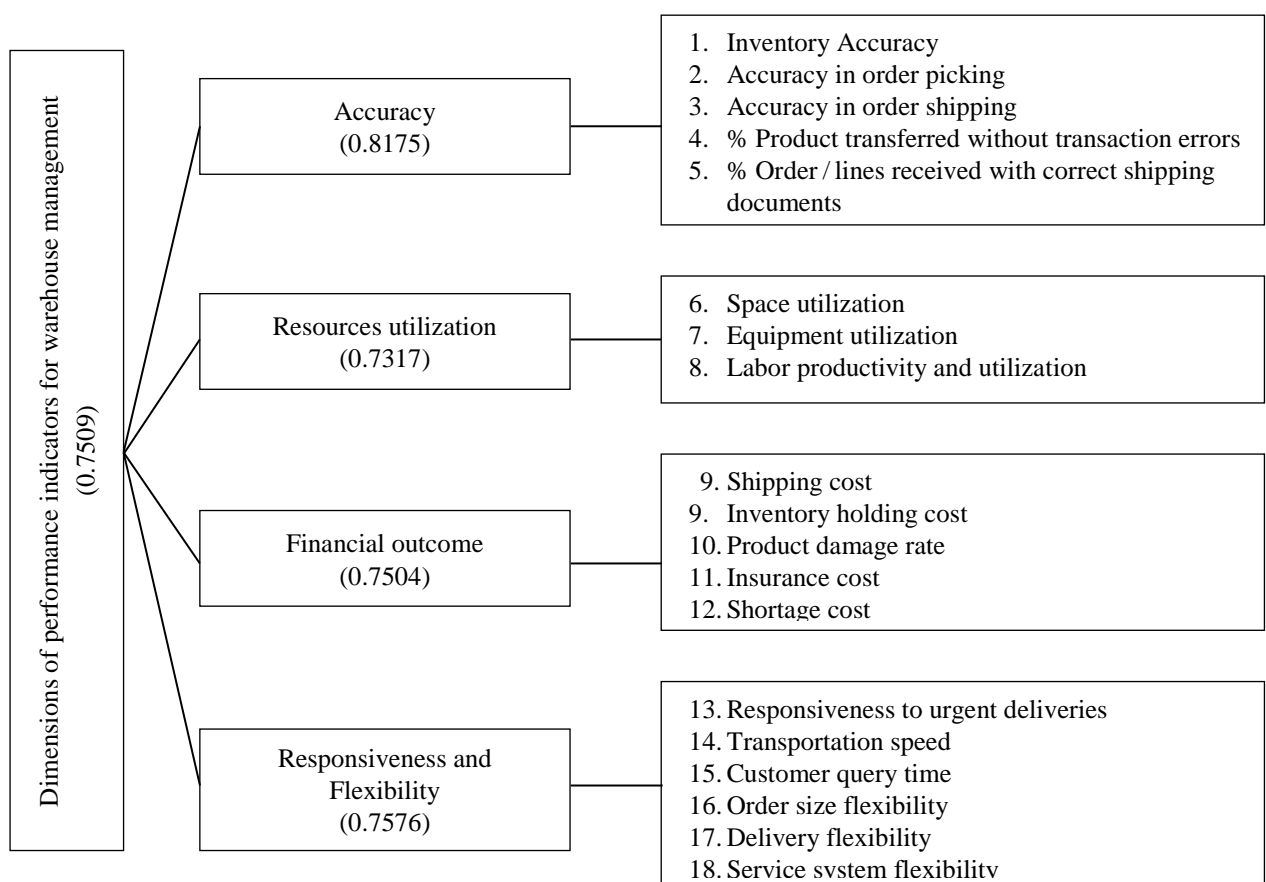 Dimensions of performance indicators for warehouse management
(0.7509)
Accuracy
(0.8175)
1. Inventory Accuracy
2. Accuracy in order picking
3. Accuracy in order shipping
4. % Product transferred without transaction errors
5. % Order / lines received with correct shipping
documents
Resources utilization
(0.7317)
6. Space utilization
7. Equipment utilization
8. Labor productivity and utilization
Financial outcome
(0.7504)
9. Shipping cost
9. Inventory holding cost
10. Product damage rate
11. Insurance cost
12. Shortage cost
Responsiveness and
Flexibility
(0.7576)
13. Responsiveness to urgent deliveries
14. Transportation speed
15. Customer query time
16. Order size flexibility
17. Delivery flexibility
18. Service system flexibility